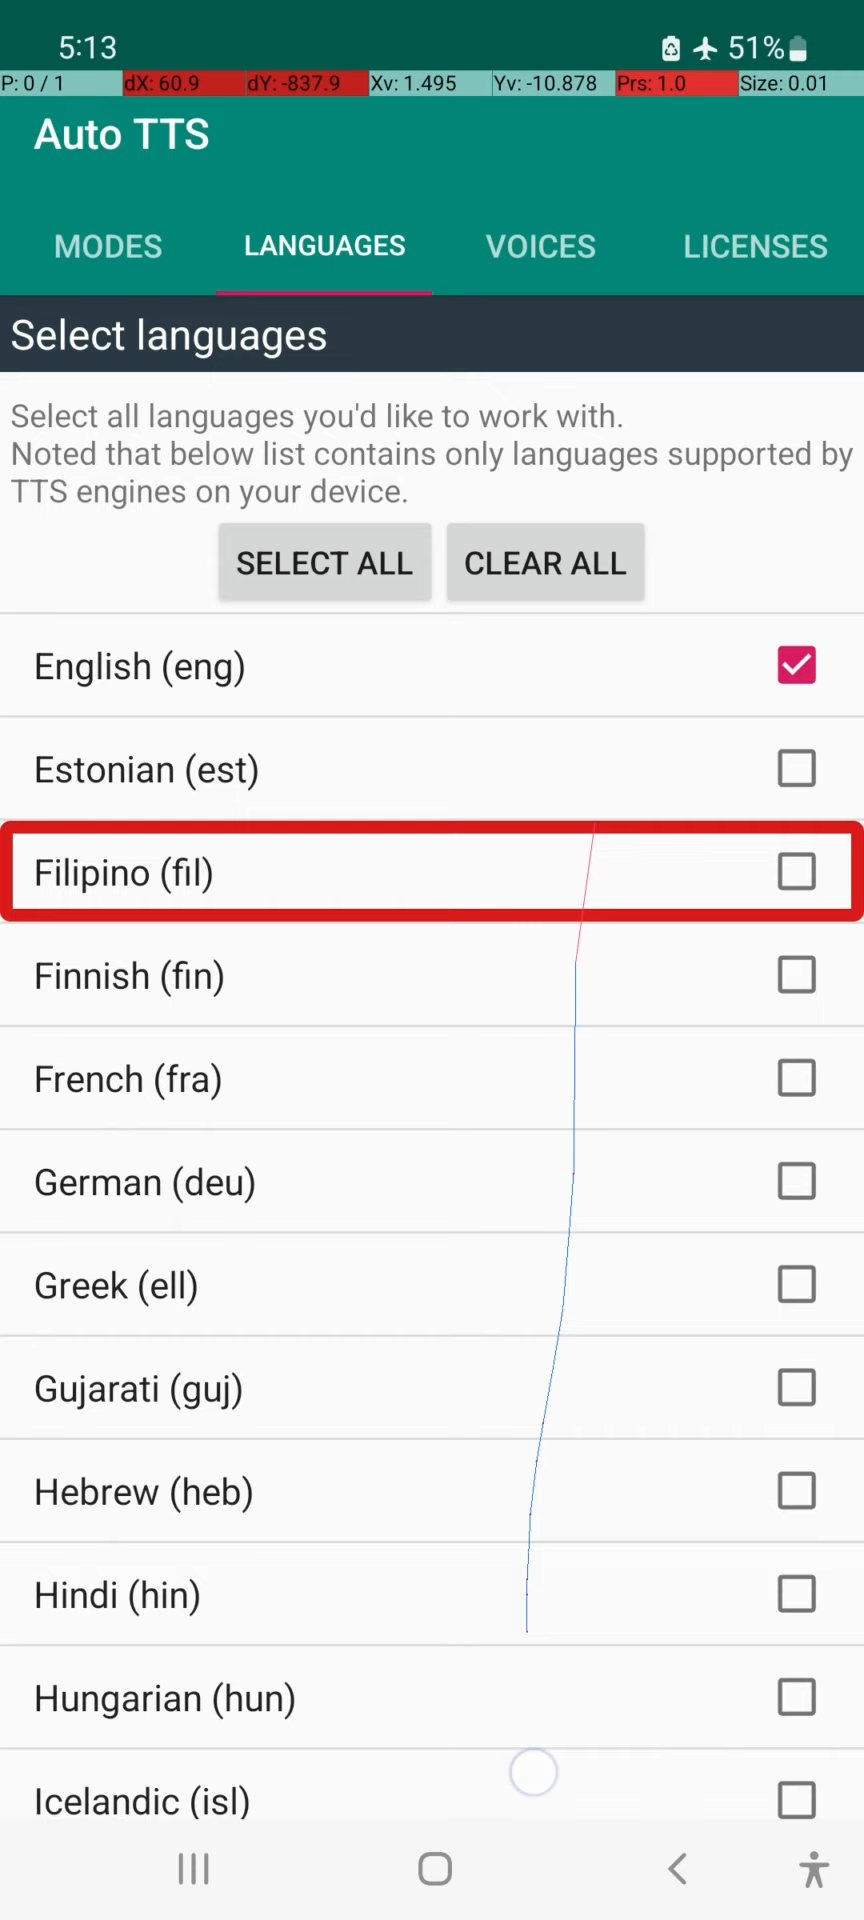 5:13
51%
P: 0 / 1 dX: 60.9 dY: -837.9 Xv: 1.495 Yv: -10.878 Prs: 1.0 Size: 0.01
Auto TTS
MODES LANGUAGES VOICES LICENSES
Select languages
Select all languages you'd like to work with.
Noted that below list contains only languages supported by
TTS engines on your device.
SELECT ALL CLEAR ALL
English (eng)
Estonian (est)
Filipino (fil)
Finnish (fin)
French (fra)
German (deu)
Greek (ell)
Gujarati (guj)
Hebrew (heb)
Hindi (hin)
Hungarian (hun)
Icelandic (isl)